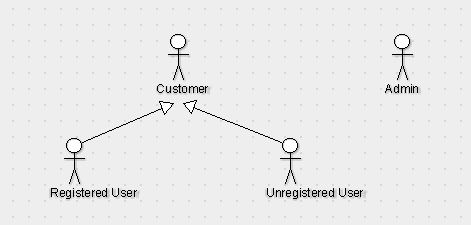 Customer
Admin
Registered User
Unregistered User